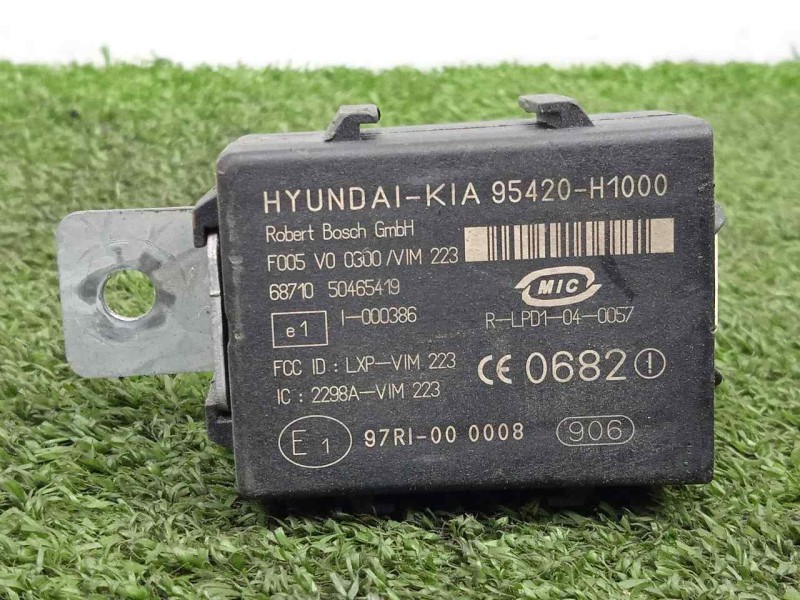 HYUNDAI-KIA 95420-H1000
Robert Bosch GmbH
F005 V0 0300/VIM 223
68710 50465419
MIC
e1 I-000386
R-LPD1-04-0057
FCC ID : LXP-VIM 223
IC : 2298A-VIM 223
CE 0682
E1 97RI-00 0008 906